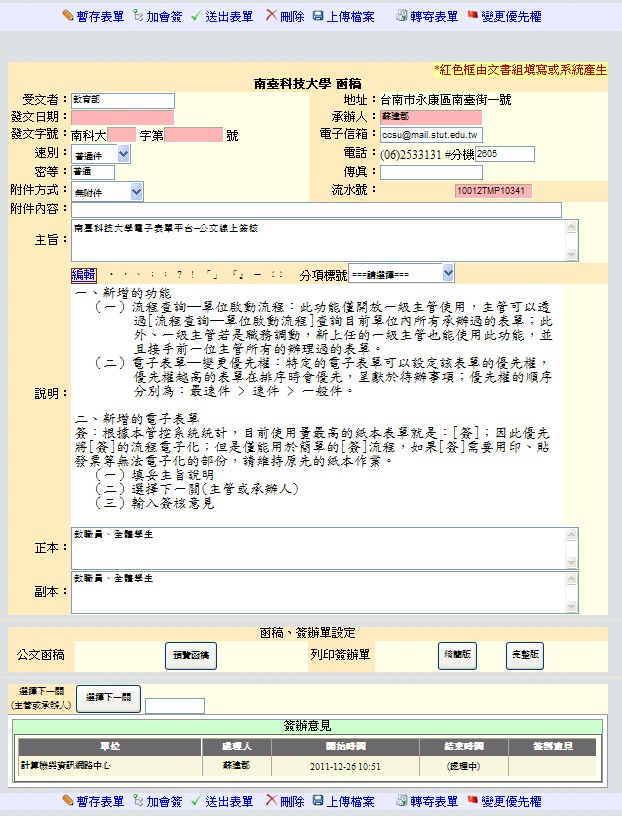 暫存表單 加會簽 送出表單 刪除 上傳檔案 轉寄表單 變更優先權
*紅色框由文書組填寫或系統產生
南臺科技大學 函稿
受文者： 教育部 地址：台南市永康區南臺街一號
發文日期： 承辦人： 蘇建郡
發文字號：南科大 字第 號 電子信箱： ccsu@mail.stut.edu.tw
速別： 普通件 電話：(06)2533131 #分機 2605
密等： 普通 傳真：
附件方式： 無附件 流水號： 10012TMP10341
附件內容：
主旨： 南臺科技大學電子表單平台-公文線上簽核
編輯 、 ， 。 ； ： ？ ！ 「」 『』 － （） 分項標號 ===請選擇===
說明：
一、新增的功能
（一）流程查詢—單位啟動流程：此功能僅開放一級主管使用，主管可以透
過[流程查詢—單位啟動流程]查詢目前單位內所有承辦過的表單；此
外、一級主管若是職務調動，新上任的一級主管也能使用此功能，並
且接手前一位主管所有的辦理過的表單。
（二）電子表單—變更優先權：特定的電子表單可以設定該表單的優先權，
優先權越高的表單在排序時會優先，呈獻於待辦事項；優先權的順序
分別為：最速件 > 速件 > 一般件。
二、新增的電子表單
簽：根據本管控系統統計，目前使用量最高的紙本表單就是：[簽]；因此優先
將[簽]的流程電子化；但是僅能用於簡單的[簽]流程，如果[簽]需要用印、貼
發票等無法電子化的部份，請維持原先的紙本作業。
（一）填妥主旨說明
（二）選擇下一關(主管或承辦人)
（三）輸入簽核意見
正本： 教職員、全體學生
副本： 教職員、全體學生
函稿、簽辦單設定
公文函稿 預覽函稿 列印簽辦單 精簡版 完整版
選擇下一關
(主管或承辦人) 選擇下一關
簽辦意見
單位 處理人 開始時間 結束時間 簽辦意見
計算機與資訊網路中心 蘇建郡 2011-12-26 10:51 (處理中)
暫存表單 加會簽 送出表單 刪除 上傳檔案 轉寄表單 變更優先權